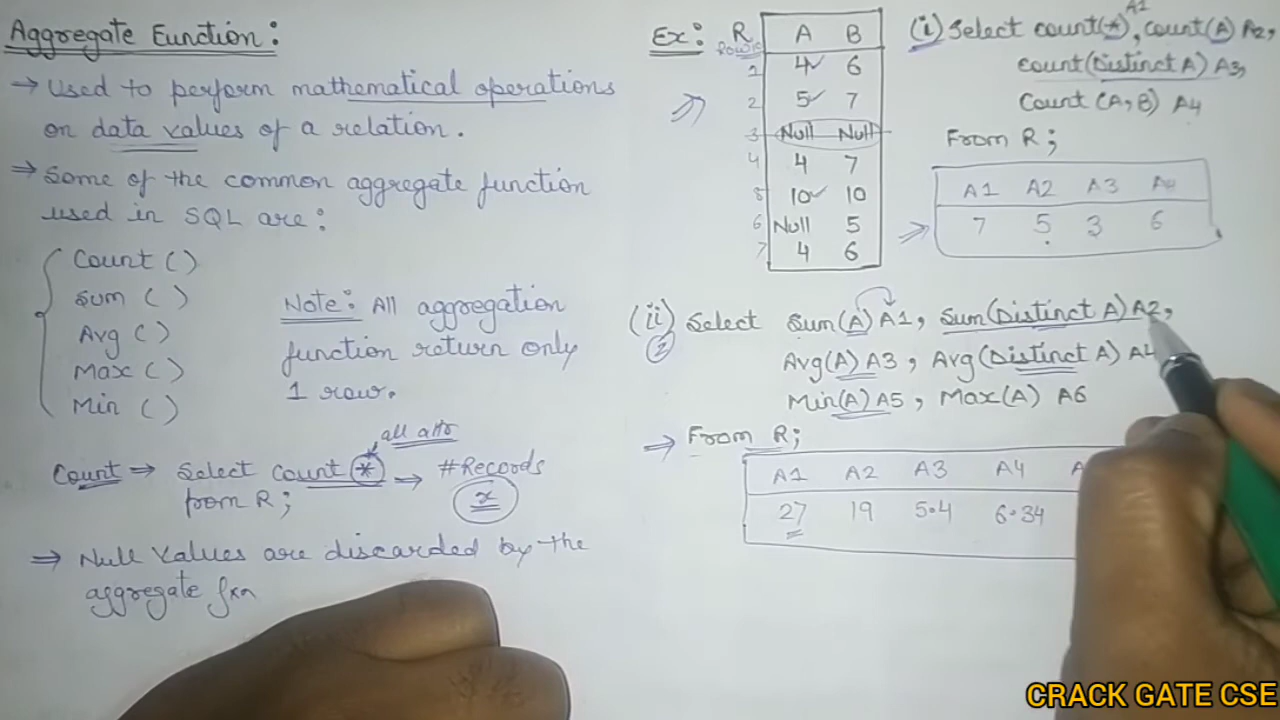 Aggregate Function :
→ Used to perform mathematical operations
on data values of a relation.
→ Some of the common aggregate function
used in SQL are :
Count ( )
Sum ( )
Avg ( )
Max ( )
Min ( )
Note : All aggregation
function return only
1 row.
all attr
Count ⇒ Select Count (*) → #Records
from R ;
x
⇒ Null values are discarded by the
aggregate fxn
Ex : R
Rows
A B
1 4 6
2 5 7
3 Null Null
4 4 7
5 10 10
6 Null 5
7 4 6
A1
(i) Select count(*), count(A) A2,
count(Distinct A) A3,
Count (A,B) A4
From R ;
A1 A2 A3 A4
7 5 3 6
(ii) Select Sum(A) A1, Sum(Distinct A) A2,
2
Avg(A) A3, Avg(Distinct A) A4
Min(A) A5, Max(A) A6
⇒ From R ;
A1 A2 A3 A4 A
27 19 5.4 6.34
CRACK GATE CSE